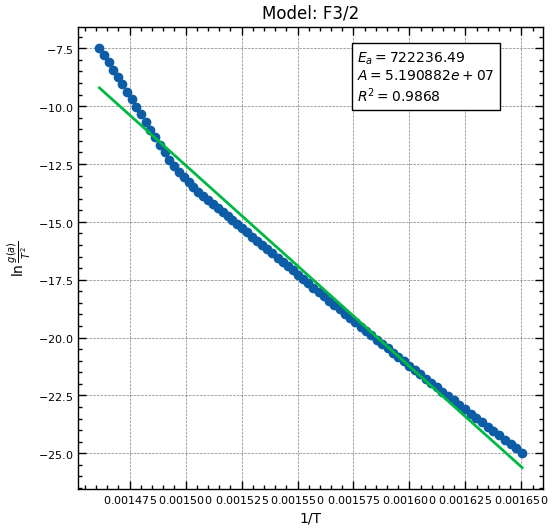 Model: F3/2
E_a = 722236.49
A = 5.190882e + 07
R² = 0.9868
−7.5
−10.0
−12.5
−15.0
−17.5
−20.0
−22.5
−25.0
ln g(a)/T²
0.001475 0.001500 0.001525 0.001550 0.001575 0.001600 0.001625 0.001650
1/T